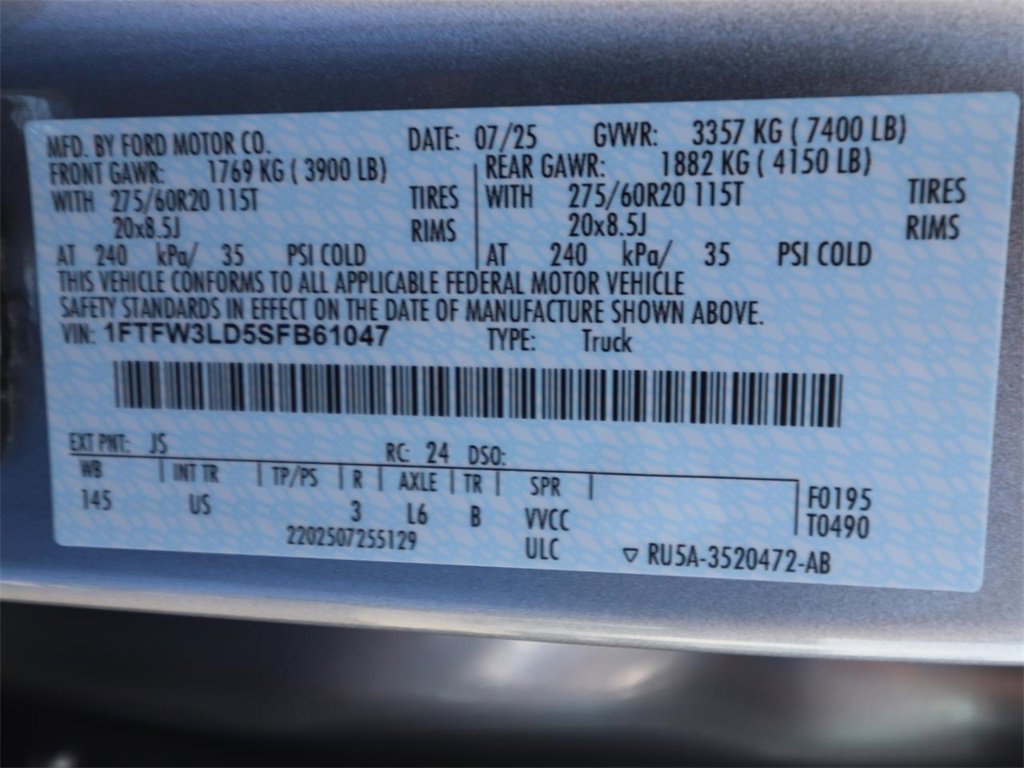 MFD. BY FORD MOTOR CO. DATE: 07/25 GVWR: 3357 KG ( 7400 LB)
FRONT GAWR: 1769 KG ( 3900 LB) REAR GAWR: 1882 KG ( 4150 LB)
WITH 275/60R20 115T TIRES WITH 275/60R20 115T TIRES
20x8.5J RIMS 20x8.5J RIMS
AT 240 kPa/ 35 PSI COLD AT 240 kPa/ 35 PSI COLD
THIS VEHICLE CONFORMS TO ALL APPLICABLE FEDERAL MOTOR VEHICLE
SAFETY STANDARDS IN EFFECT ON THE DATE OF MANUFACTURE SHOWN ABOVE.
VIN: 1FTFW3LD5SFB61047 TYPE: Truck
EXT PNT: JS RC: 24 DSO:
WB INT TR TP/PS R AXLE TR SPR F0195
145 US 3 L6 B VVCC T0490
2202507255129 ULC ▽ RU5A-3520472-AB